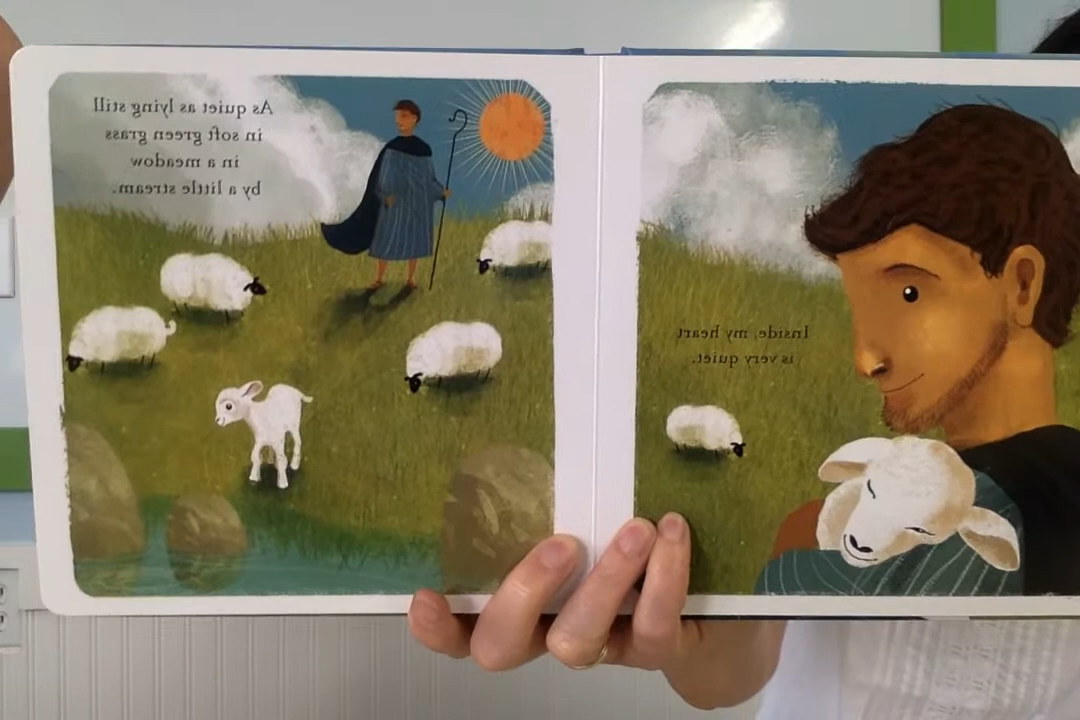 As quiet as lying still
in soft green grass
in a meadow
by a little stream.
Inside, my heart
is very quiet.